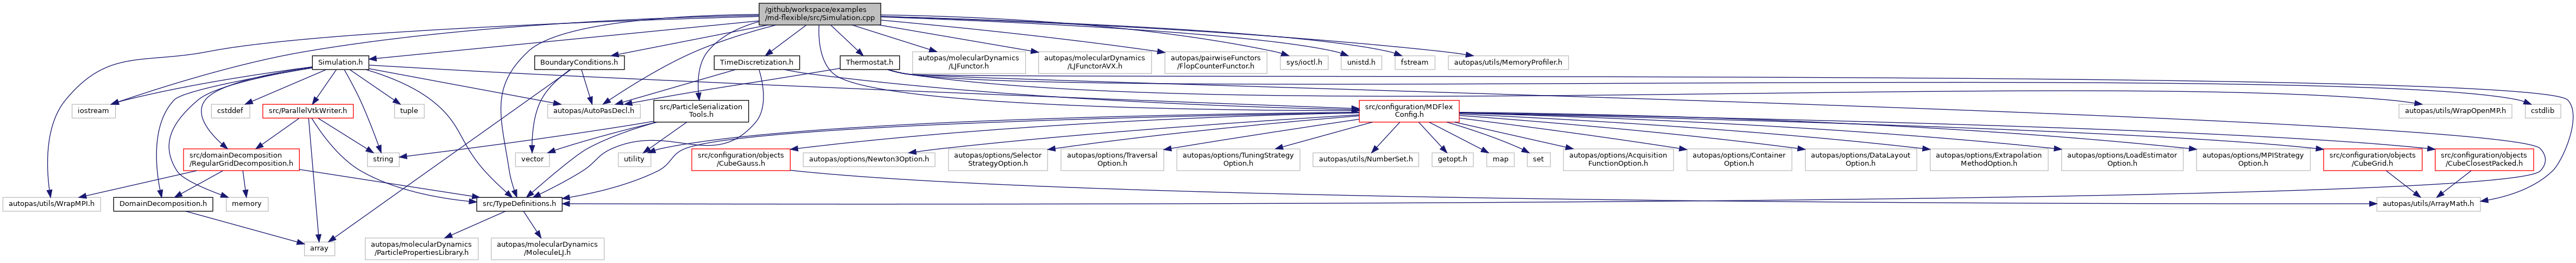 /github/workspace/examples
/md-flexible/src/Simulation.cpp
Simulation.h
BoundaryConditions.h
TimeDiscretization.h
Thermostat.h
autopas/molecularDynamics
/LJFunctor.h
autopas/molecularDynamics
/LJFunctorAVX.h
autopas/pairwiseFunctors
/FlopCounterFunctor.h
sys/ioctl.h
unistd.h
fstream
autopas/utils/MemoryProfiler.h
iostream
cstddef
src/ParallelVtkWriter.h
tuple
autopas/AutoPasDecl.h
src/ParticleSerialization
Tools.h
src/configuration/MDFlex
Config.h
autopas/utils/WrapOpenMP.h
cstdlib
src/domainDecomposition
/RegularGridDecomposition.h
string
vector
utility
src/configuration/objects
/CubeGauss.h
autopas/options/Newton3Option.h
autopas/options/Selector
StrategyOption.h
autopas/options/Traversal
Option.h
autopas/options/TuningStrategy
Option.h
autopas/utils/NumberSet.h
getopt.h
map
set
autopas/options/Acquisition
FunctionOption.h
autopas/options/Container
Option.h
autopas/options/DataLayout
Option.h
autopas/options/Extrapolation
MethodOption.h
autopas/options/LoadEstimator
Option.h
autopas/options/MPIStrategy
Option.h
src/configuration/objects
/CubeGrid.h
src/configuration/objects
/CubeClosestPacked.h
autopas/utils/WrapMPI.h
DomainDecomposition.h
memory
src/TypeDefinitions.h
autopas/utils/ArrayMath.h
array
autopas/molecularDynamics
/ParticlePropertiesLibrary.h
autopas/molecularDynamics
/MoleculeLJ.h